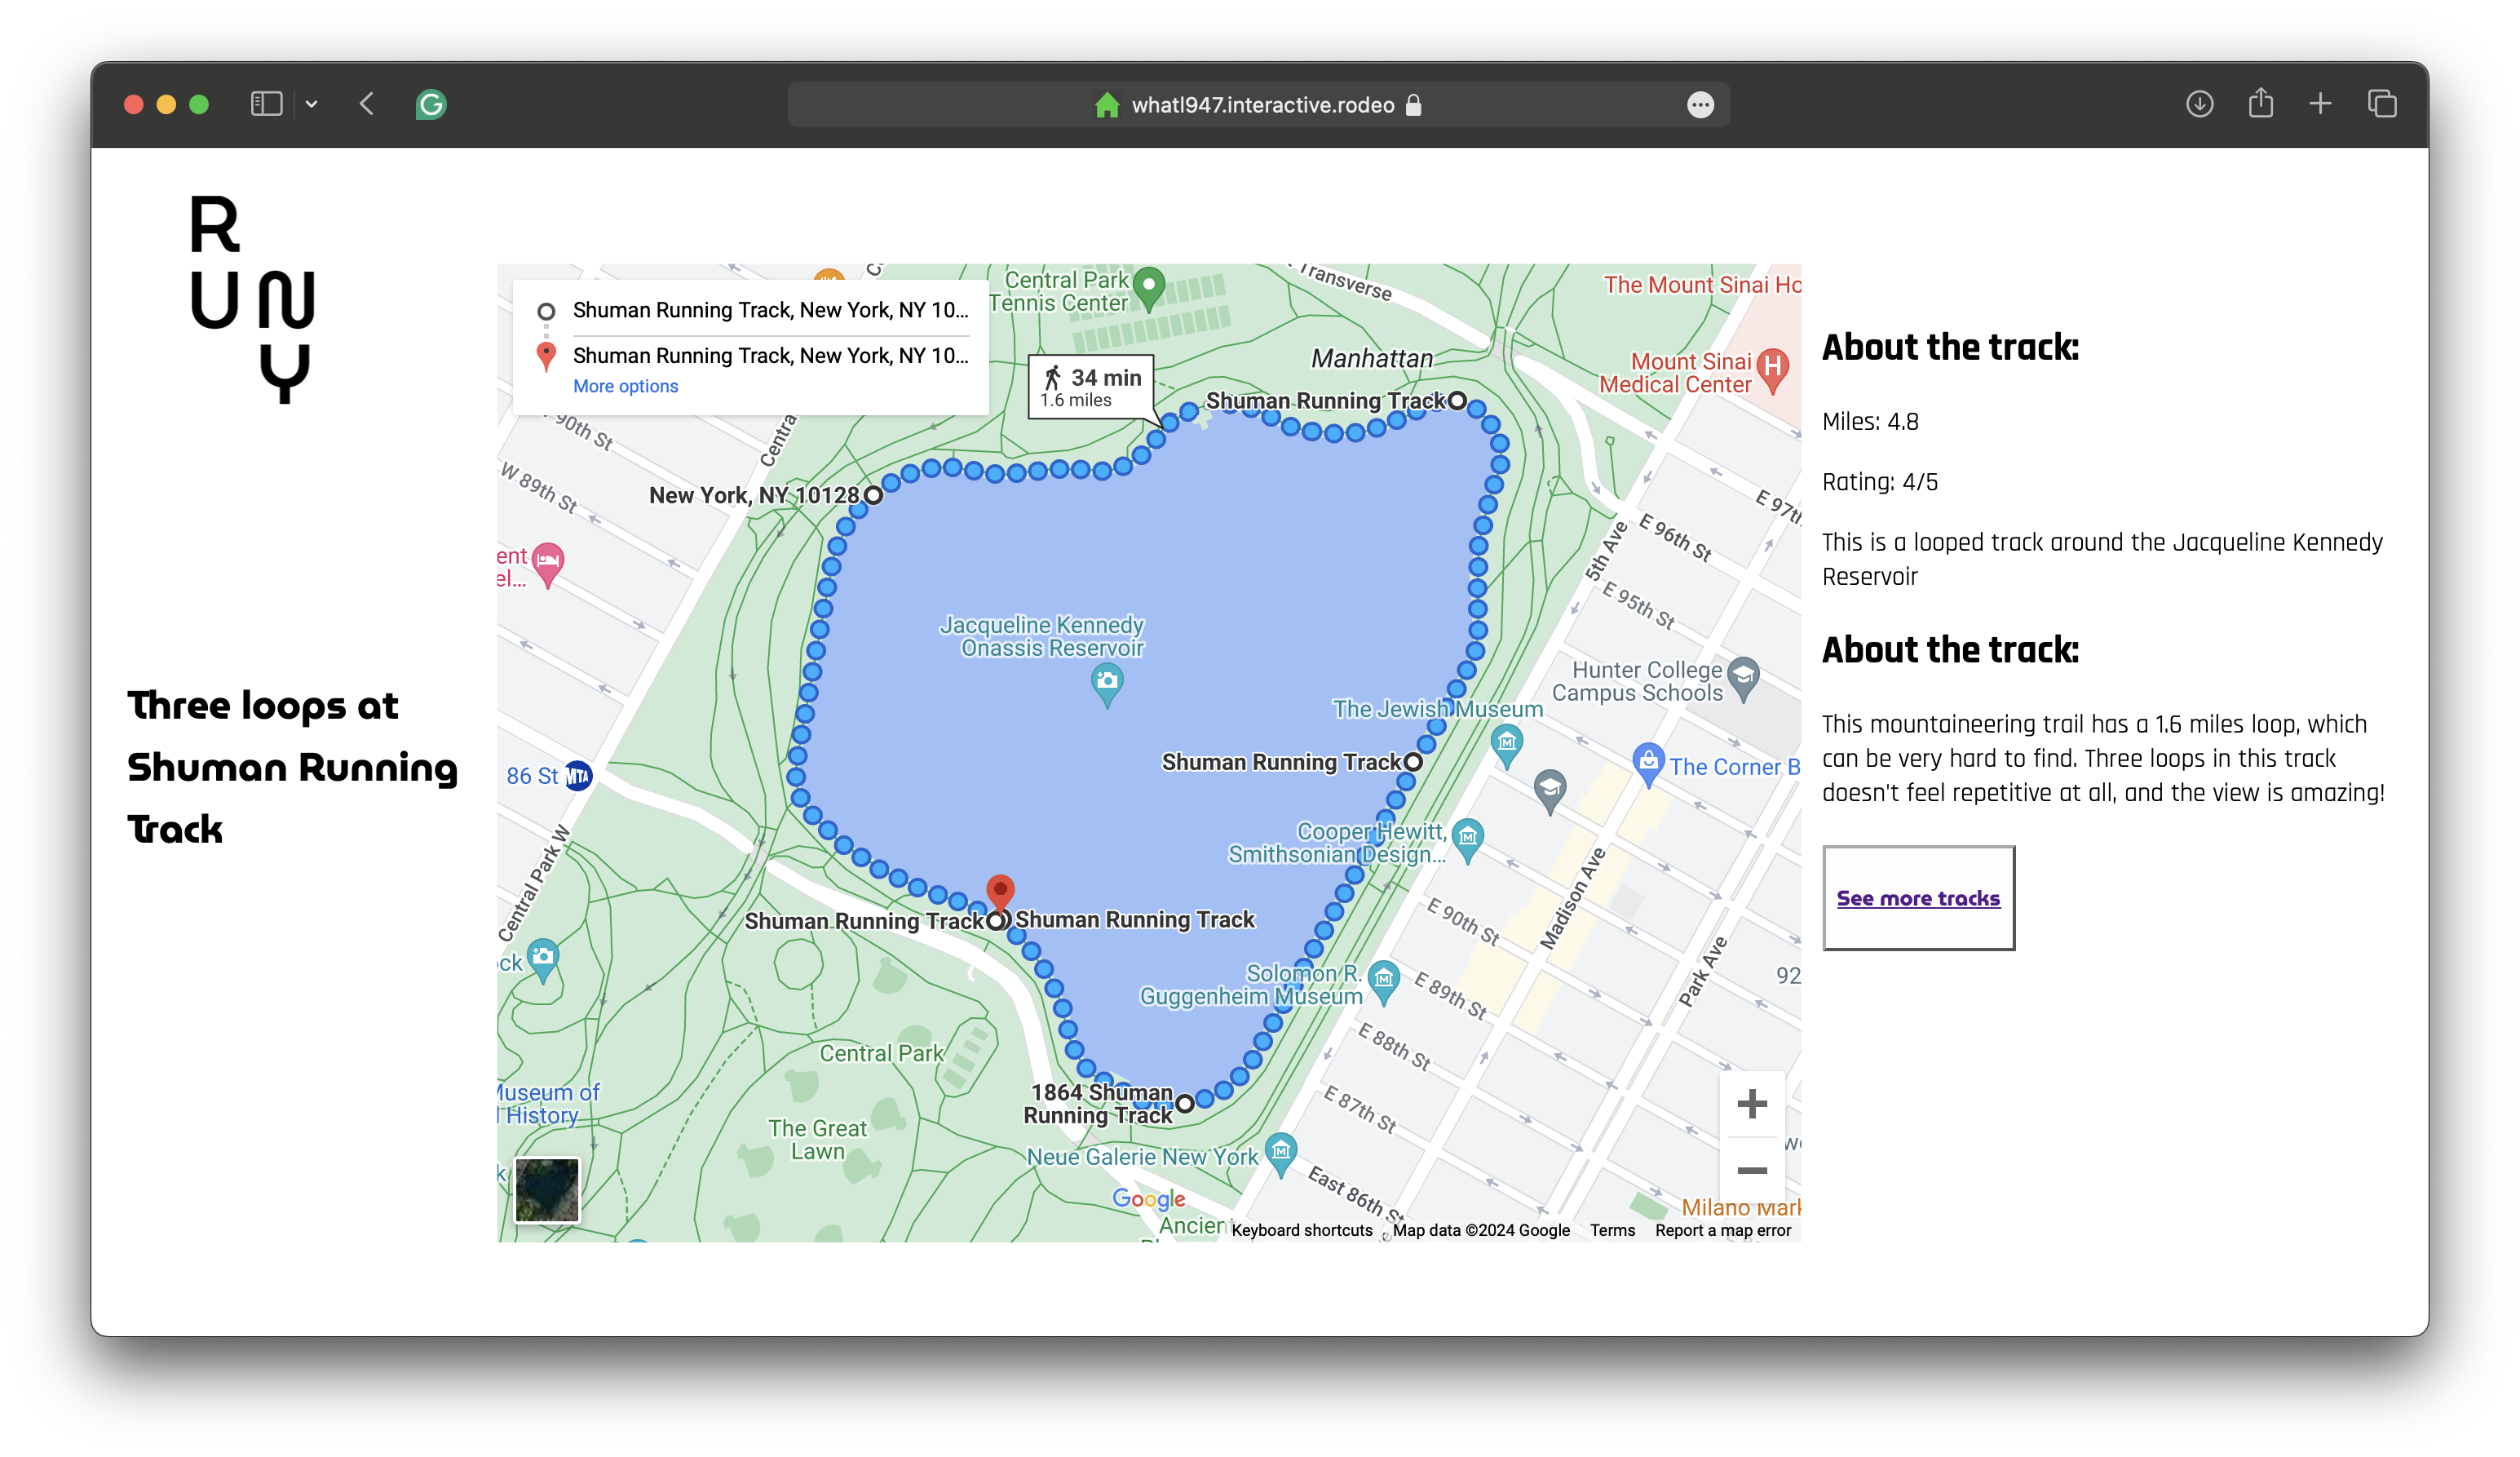 whatl947.interactive.rodeo
R
U N
Y
Three loops at
Shuman Running
Track
Shuman Running Track, New York, NY 10...
Shuman Running Track, New York, NY 10...
More options
Central Park
Tennis Center
Transverse
The Mount Sinai Ho
Manhattan
Mount Sinai
Medical Center
34 min
1.6 miles
Shuman Running Track
90th St
W 89th St
New York, NY 10128
E 97th
E 96th St
5th Ave
E 95th St
ent
el...
Jacqueline Kennedy
Onassis Reservoir
Hunter College
Campus Schools
The Jewish Museum
Shuman Running Track
The Corner B
86 St MTA
Cooper Hewitt,
Smithsonian Design...
Central Park W
Madison Ave
E 90th St
Shuman Running Track
Shuman Running Track
Park Ave
ck
Solomon R.
Guggenheim Museum
E 89th St
92
E 88th St
Central Park
Museum of
History
1864 Shuman
Running Track
E 87th St
The Great
Lawn
Neue Galerie New York
East 86th St
Google
Milano Mark
Ancien
Keyboard shortcuts
Map data ©2024 Google
Terms
Report a map error
About the track:
Miles: 4.8
Rating: 4/5
This is a looped track around the Jacqueline Kennedy
Reservoir
About the track:
This mountaineering trail has a 1.6 miles loop, which
can be very hard to find. Three loops in this track
doesn't feel repetitive at all, and the view is amazing!
See more tracks